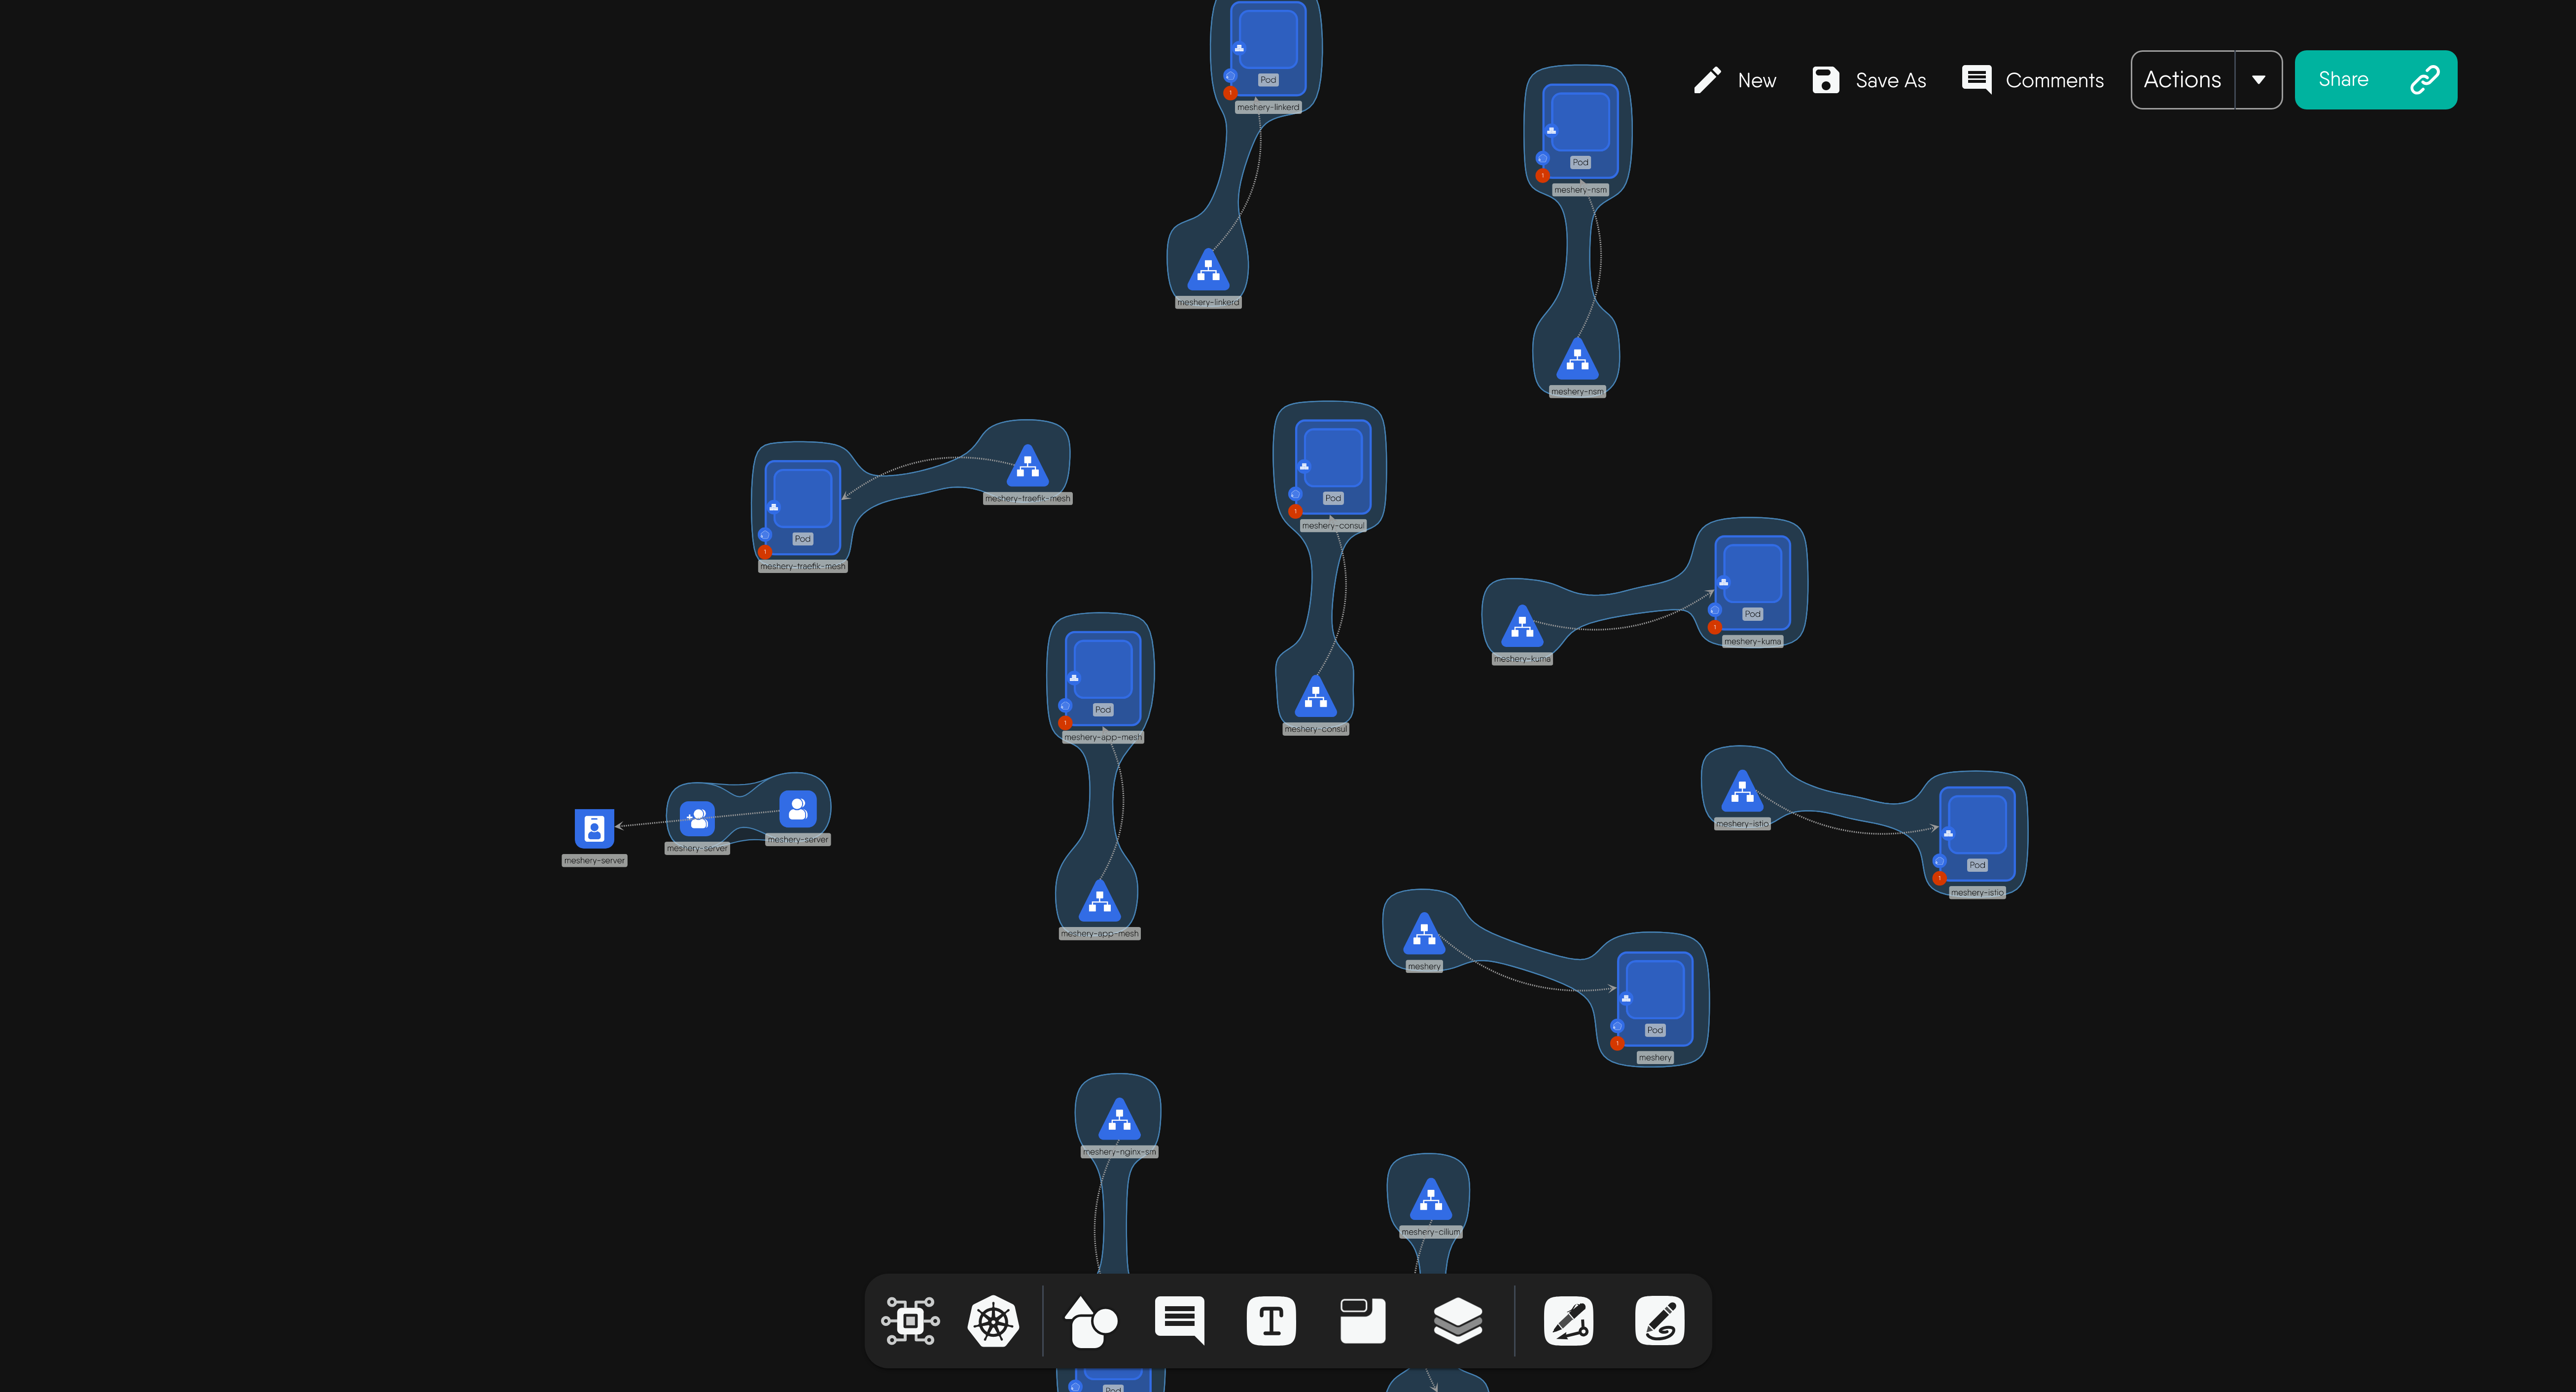 Pod
meshery-linkerd
New
Save As
Comments
Actions
Share
Pod
meshery-nsm
meshery-linkerd
meshery-nsm
meshery-traefik-mesh
Pod
meshery-consul
Pod
meshery-traefik-mesh
Pod
meshery-kuma
meshery-kuma
Pod
meshery-app-mesh
meshery-consul
meshery-istio
meshery-server
meshery-server
meshery-server
Pod
meshery-istio
meshery-app-mesh
meshery
Pod
meshery
meshery-nginx-sm
meshery-cilium
T
Pod